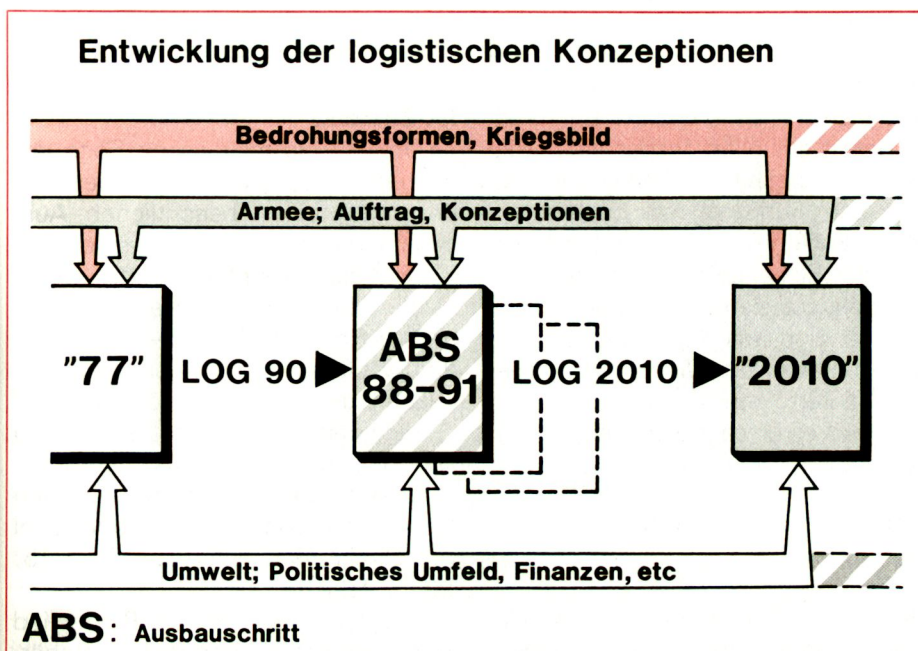 Entwicklung der logistischen Konzeptionen
Bedrohungsformen, Kriegsbild
Armee; Auftrag, Konzeptionen
"77"
LOG 90
ABS
88-91
LOG 2010
"2010"
Umwelt; Politisches Umfeld, Finanzen, etc
ABS: Ausbauschritt